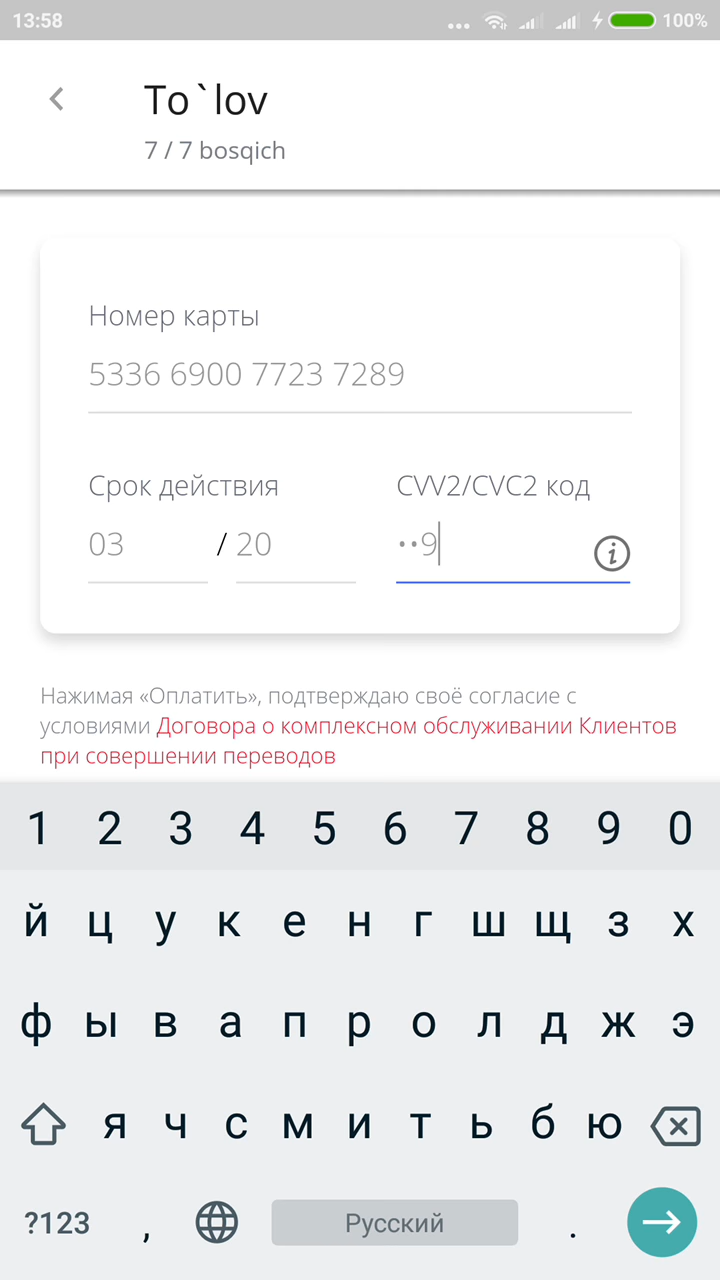 13:58 ... 100%
To`lov
7 / 7 bosqich
Номер карты
5336 6900 7723 7289
Срок действия CVV2/CVC2 код
03 / 20 ••9
Нажимая «Оплатить», подтверждаю своё согласие с
условиями Договора о комплексном обслуживании Клиентов
при совершении переводов
1 2 3 4 5 6 7 8 9 0
й ц у к е н г ш щ з х
ф ы в а п р о л д ж э
я ч с м и т ь б ю
?123 , Русский .